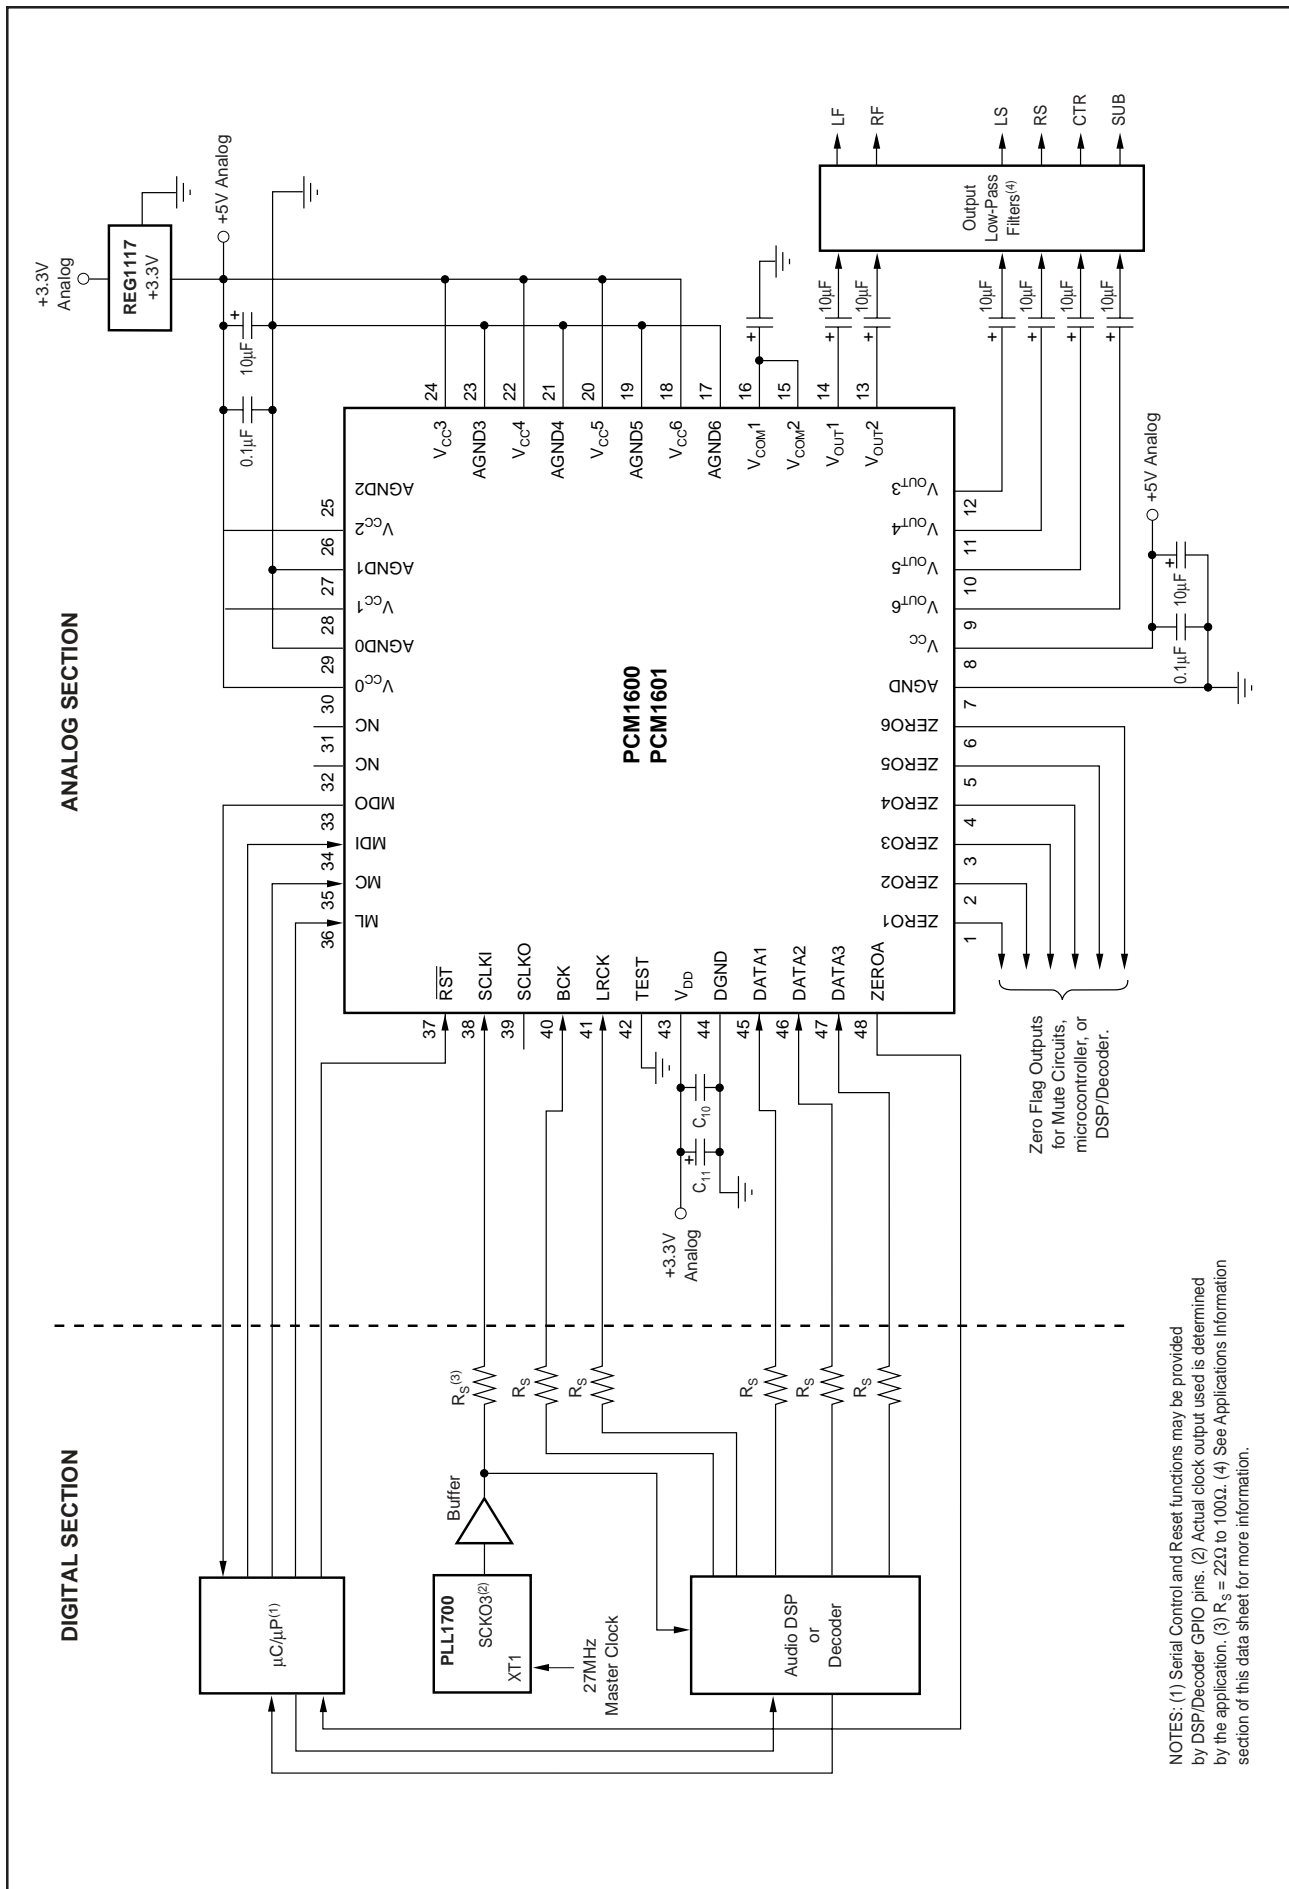 DIGITAL SECTION
ANALOG SECTION
+3.3V
Analog
REG1117
+3.3V
+5V Analog
0.1µF
10µF
+
µC/µP(1)
PLL1700
SCKO3(2)
XT1
27MHz
Master Clock
Buffer
Audio DSP
or
Decoder
RS(3)
RS
RS
RS
RS
RS
36 35 34 33 32 31 30 29 28 27 26 25
ML MC MDI MDO NC NC VCC0 AGND0 VCC1 AGND1 VCC2 AGND2
37 RST
38 SCLKI
39 SCLKO
40 BCK
41 LRCK
42 TEST
43 VDD
44 DGND
45 DATA1
46 DATA2
47 DATA3
48 ZEROA
PCM1600
PCM1601
VCC3 24
AGND3 23
VCC4 22
AGND4 21
VCC5 20
AGND5 19
VCC6 18
AGND6 17
VCOM1 16
VCOM2 15
VOUT1 14
VOUT2 13
ZERO1 ZERO2 ZERO3 ZERO4 ZERO5 ZERO6 AGND VCC VOUT6 VOUT5 VOUT4 VOUT3
1 2 3 4 5 6 7 8 9 10 11 12
+3.3V
Analog
C11
+
C10
+
+ 10µF
+ 10µF
+ 10µF
+ 10µF
+ 10µF
+ 10µF
Output
Low-Pass
Filters(4)
LF
RF
LS
RS
CTR
SUB
+5V Analog
0.1µF
10µF
+
Zero Flag Outputs
for Mute Circuits,
microcontroller, or
DSP/Decoder.
NOTES: (1) Serial Control and Reset functions may be provided
by DSP/Decoder GPIO pins. (2) Actual clock output used is determined
by the application. (3) RS = 22Ω to 100Ω. (4) See Applications Information
section of this data sheet for more information.